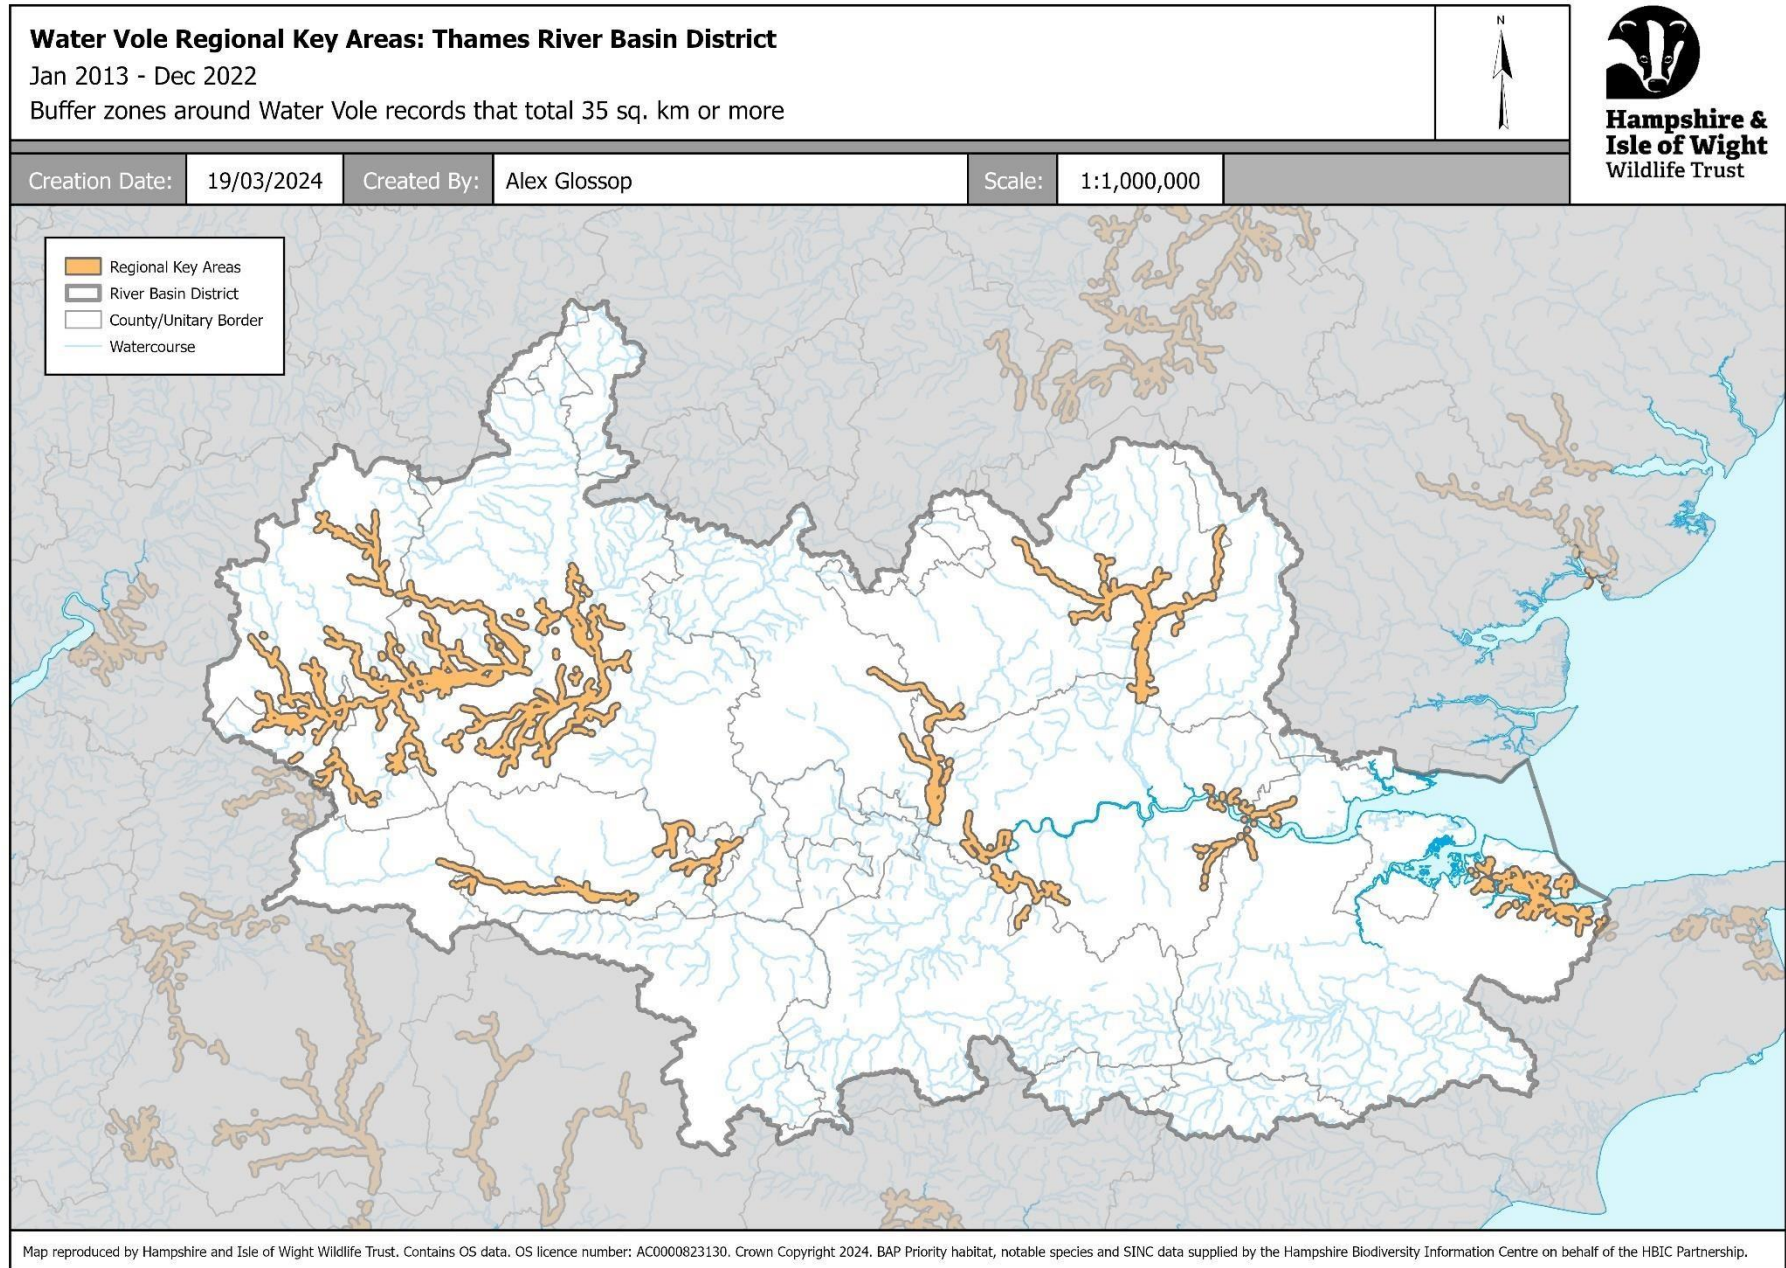 Water Vole Regional Key Areas: Thames River Basin District
Jan 2013 - Dec 2022
Buffer zones around Water Vole records that total 35 sq. km or more
N
Hampshire &
Isle of Wight
Wildlife Trust
Creation Date: 19/03/2024 Created By: Alex Glossop Scale: 1:1,000,000
Regional Key Areas
River Basin District
County/Unitary Border
Watercourse
Map reproduced by Hampshire and Isle of Wight Wildlife Trust. Contains OS data. OS licence number: AC0000823130. Crown Copyright 2024. BAP Priority habitat, notable species and SINC data supplied by the Hampshire Biodiversity Information Centre on behalf of the HBIC Partnership.